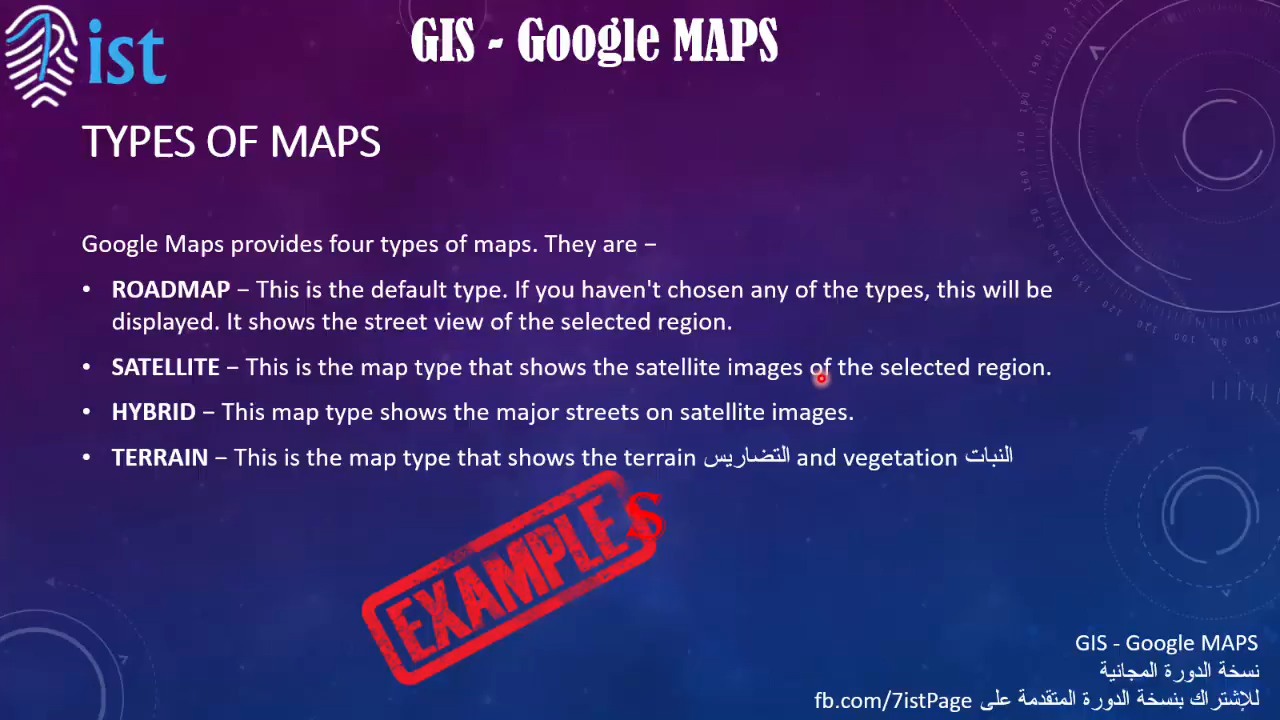 7ist
GIS - Google MAPS
TYPES OF MAPS
Google Maps provides four types of maps. They are −
• ROADMAP − This is the default type. If you haven't chosen any of the types, this will be
displayed. It shows the street view of the selected region.
• SATELLITE − This is the map type that shows the satellite images of the selected region.
• HYBRID − This map type shows the major streets on satellite images.
• TERRAIN − This is the map type that shows the terrain التضاريس and vegetation النبات
EXAMPLES
GIS - Google MAPS
نسخة الدورة المجانية
للإشتراك بنسخة الدورة المتقدمة على fb.com/7istPage